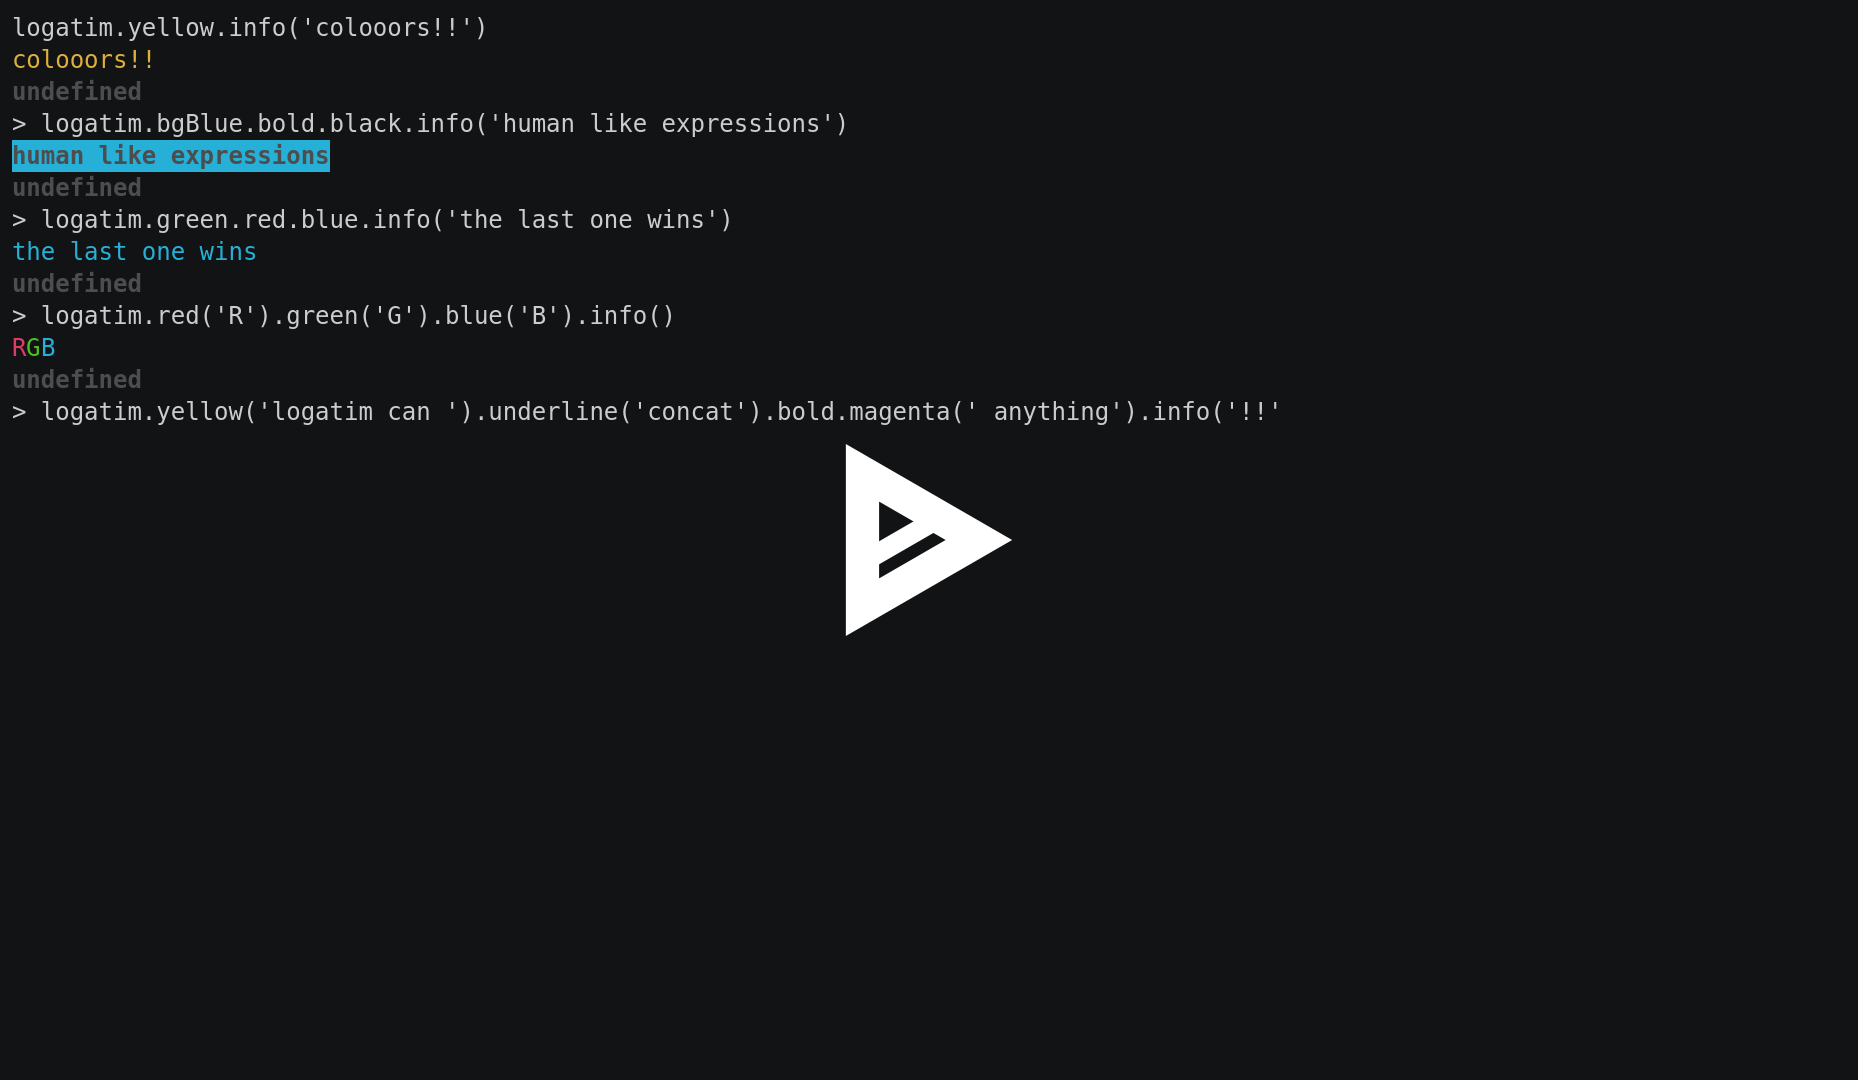 logatim.yellow.info('colooors!!')
colooors!!
undefined
> logatim.bgBlue.bold.black.info('human like expressions')
human like expressions
undefined
> logatim.green.red.blue.info('the last one wins')
the last one wins
undefined
> logatim.red('R').green('G').blue('B').info()
RGB
undefined
> logatim.yellow('logatim can ').underline('concat').bold.magenta(' anything').info('!!'